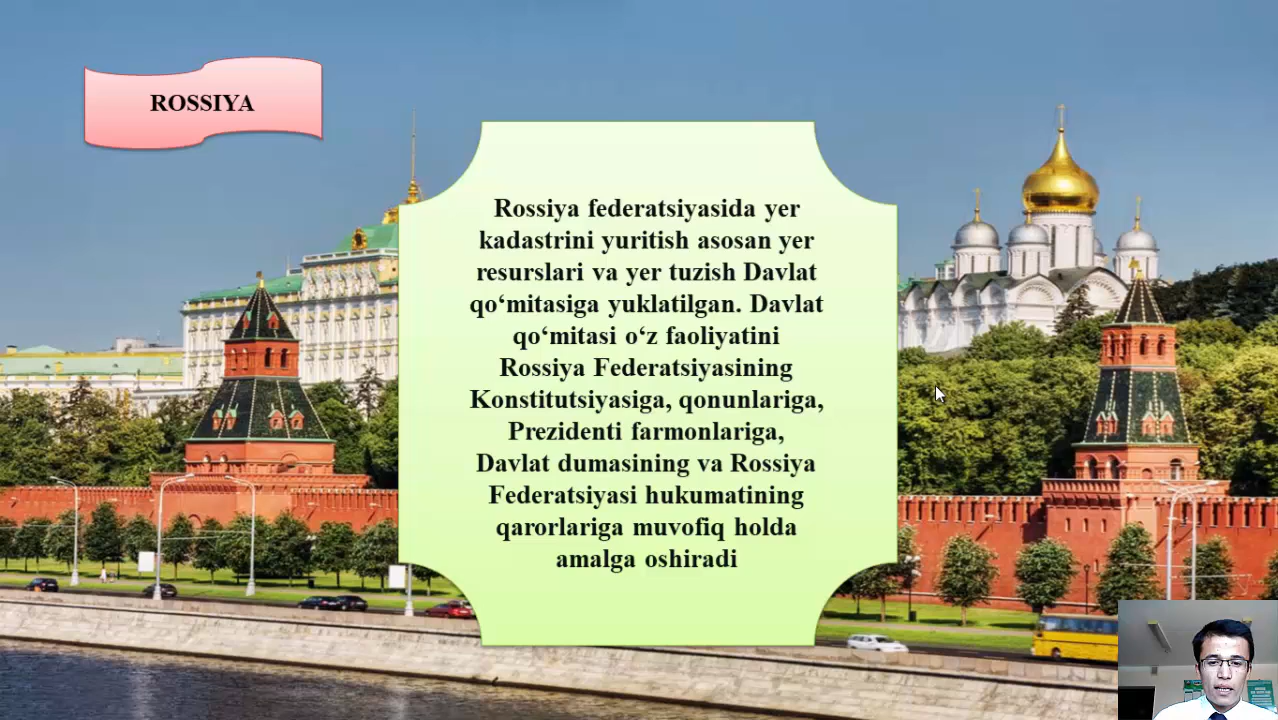 ROSSIYA
Rossiya federatsiyasida yer
kadastrini yuritish asosan yer
resurslari va yer tuzish Davlat
qo‘mitasiga yuklatilgan. Davlat
qo‘mitasi o‘z faoliyatini
Rossiya Federatsiyasining
Konstitutsiyasiga, qonunlariga,
Prezidenti farmonlariga,
Davlat dumasining va Rossiya
Federatsiyasi hukumatining
qarorlariga muvofiq holda
amalga oshiradi